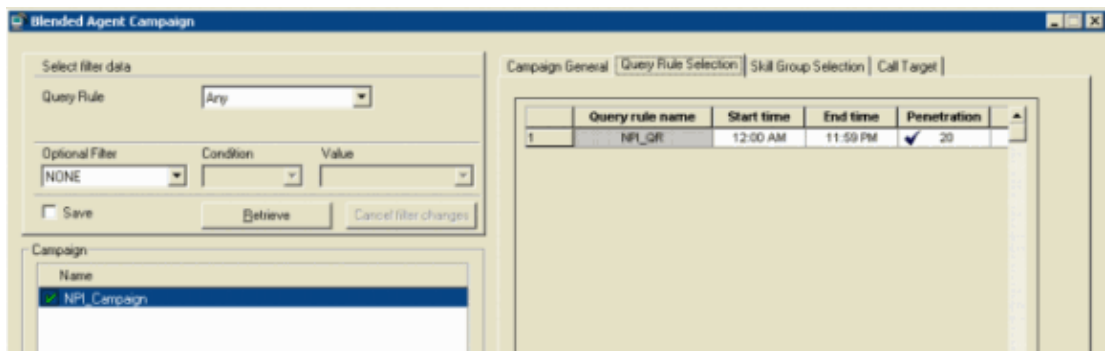 Blended Agent Campaign
Select filter data
Query Rule
Any
Optional Filter
Condition
Value
NONE
Save
Retrieve
Cancel filter changes
Campaign
Name
NPI_Campaign
Campaign General
Query Rule Selection
Skill Group Selection
Call Target
Query rule name Start time End time Penetration
1 NPI_QR 12:00 AM 11:59 PM 20